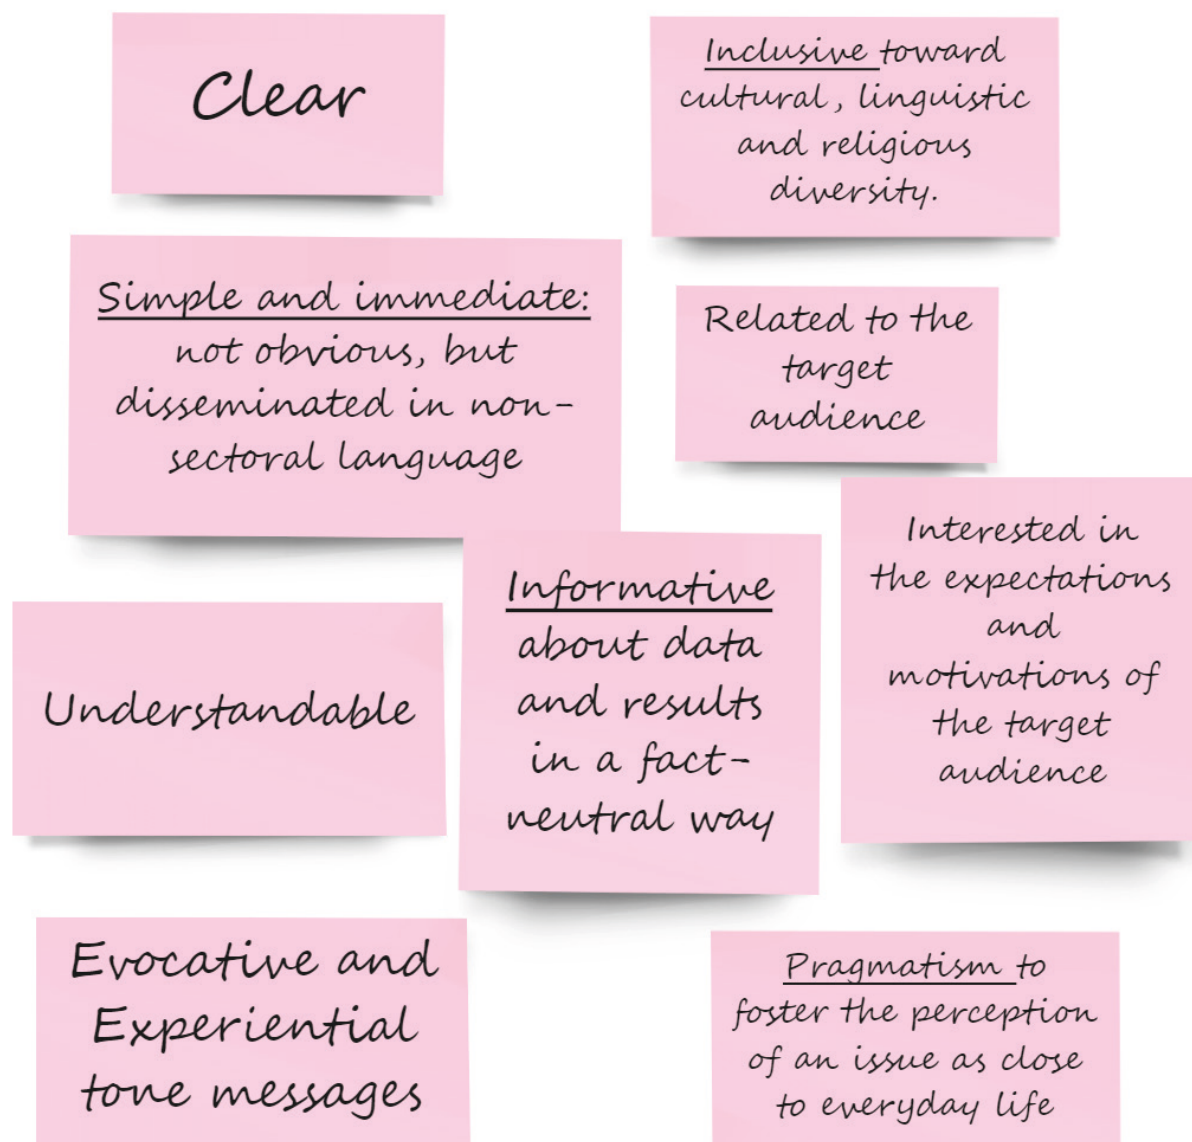 Clear
Inclusive toward
cultural, linguistic
and religious
diversity.
Simple and immediate:
not obvious, but
disseminated in non-
sectoral language
Related to the
target
audience
Interested in
the expectations
and
motivations of
the target
audience
Informative
about data
and results
in a fact-
neutral way
Understandable
Evocative and
Experiential
tone messages
Pragmatism to
foster the perception
of an issue as close
to everyday life